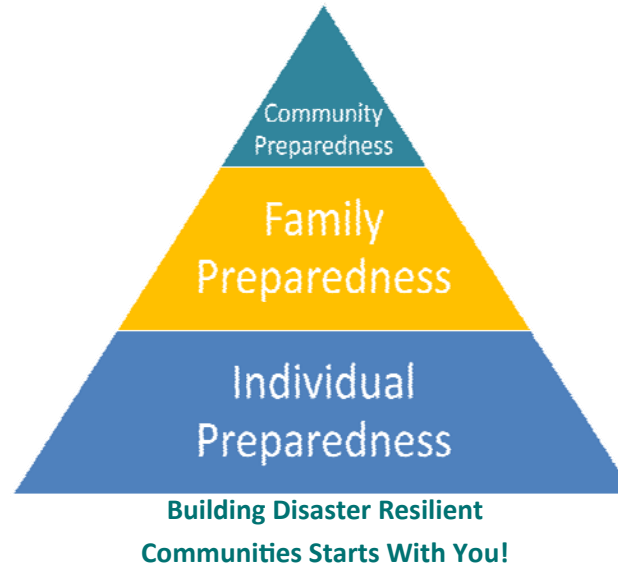 Community
Preparedness
Family
Preparedness
Individual
Preparedness
Building Disaster Resilient
Communities Starts With You!